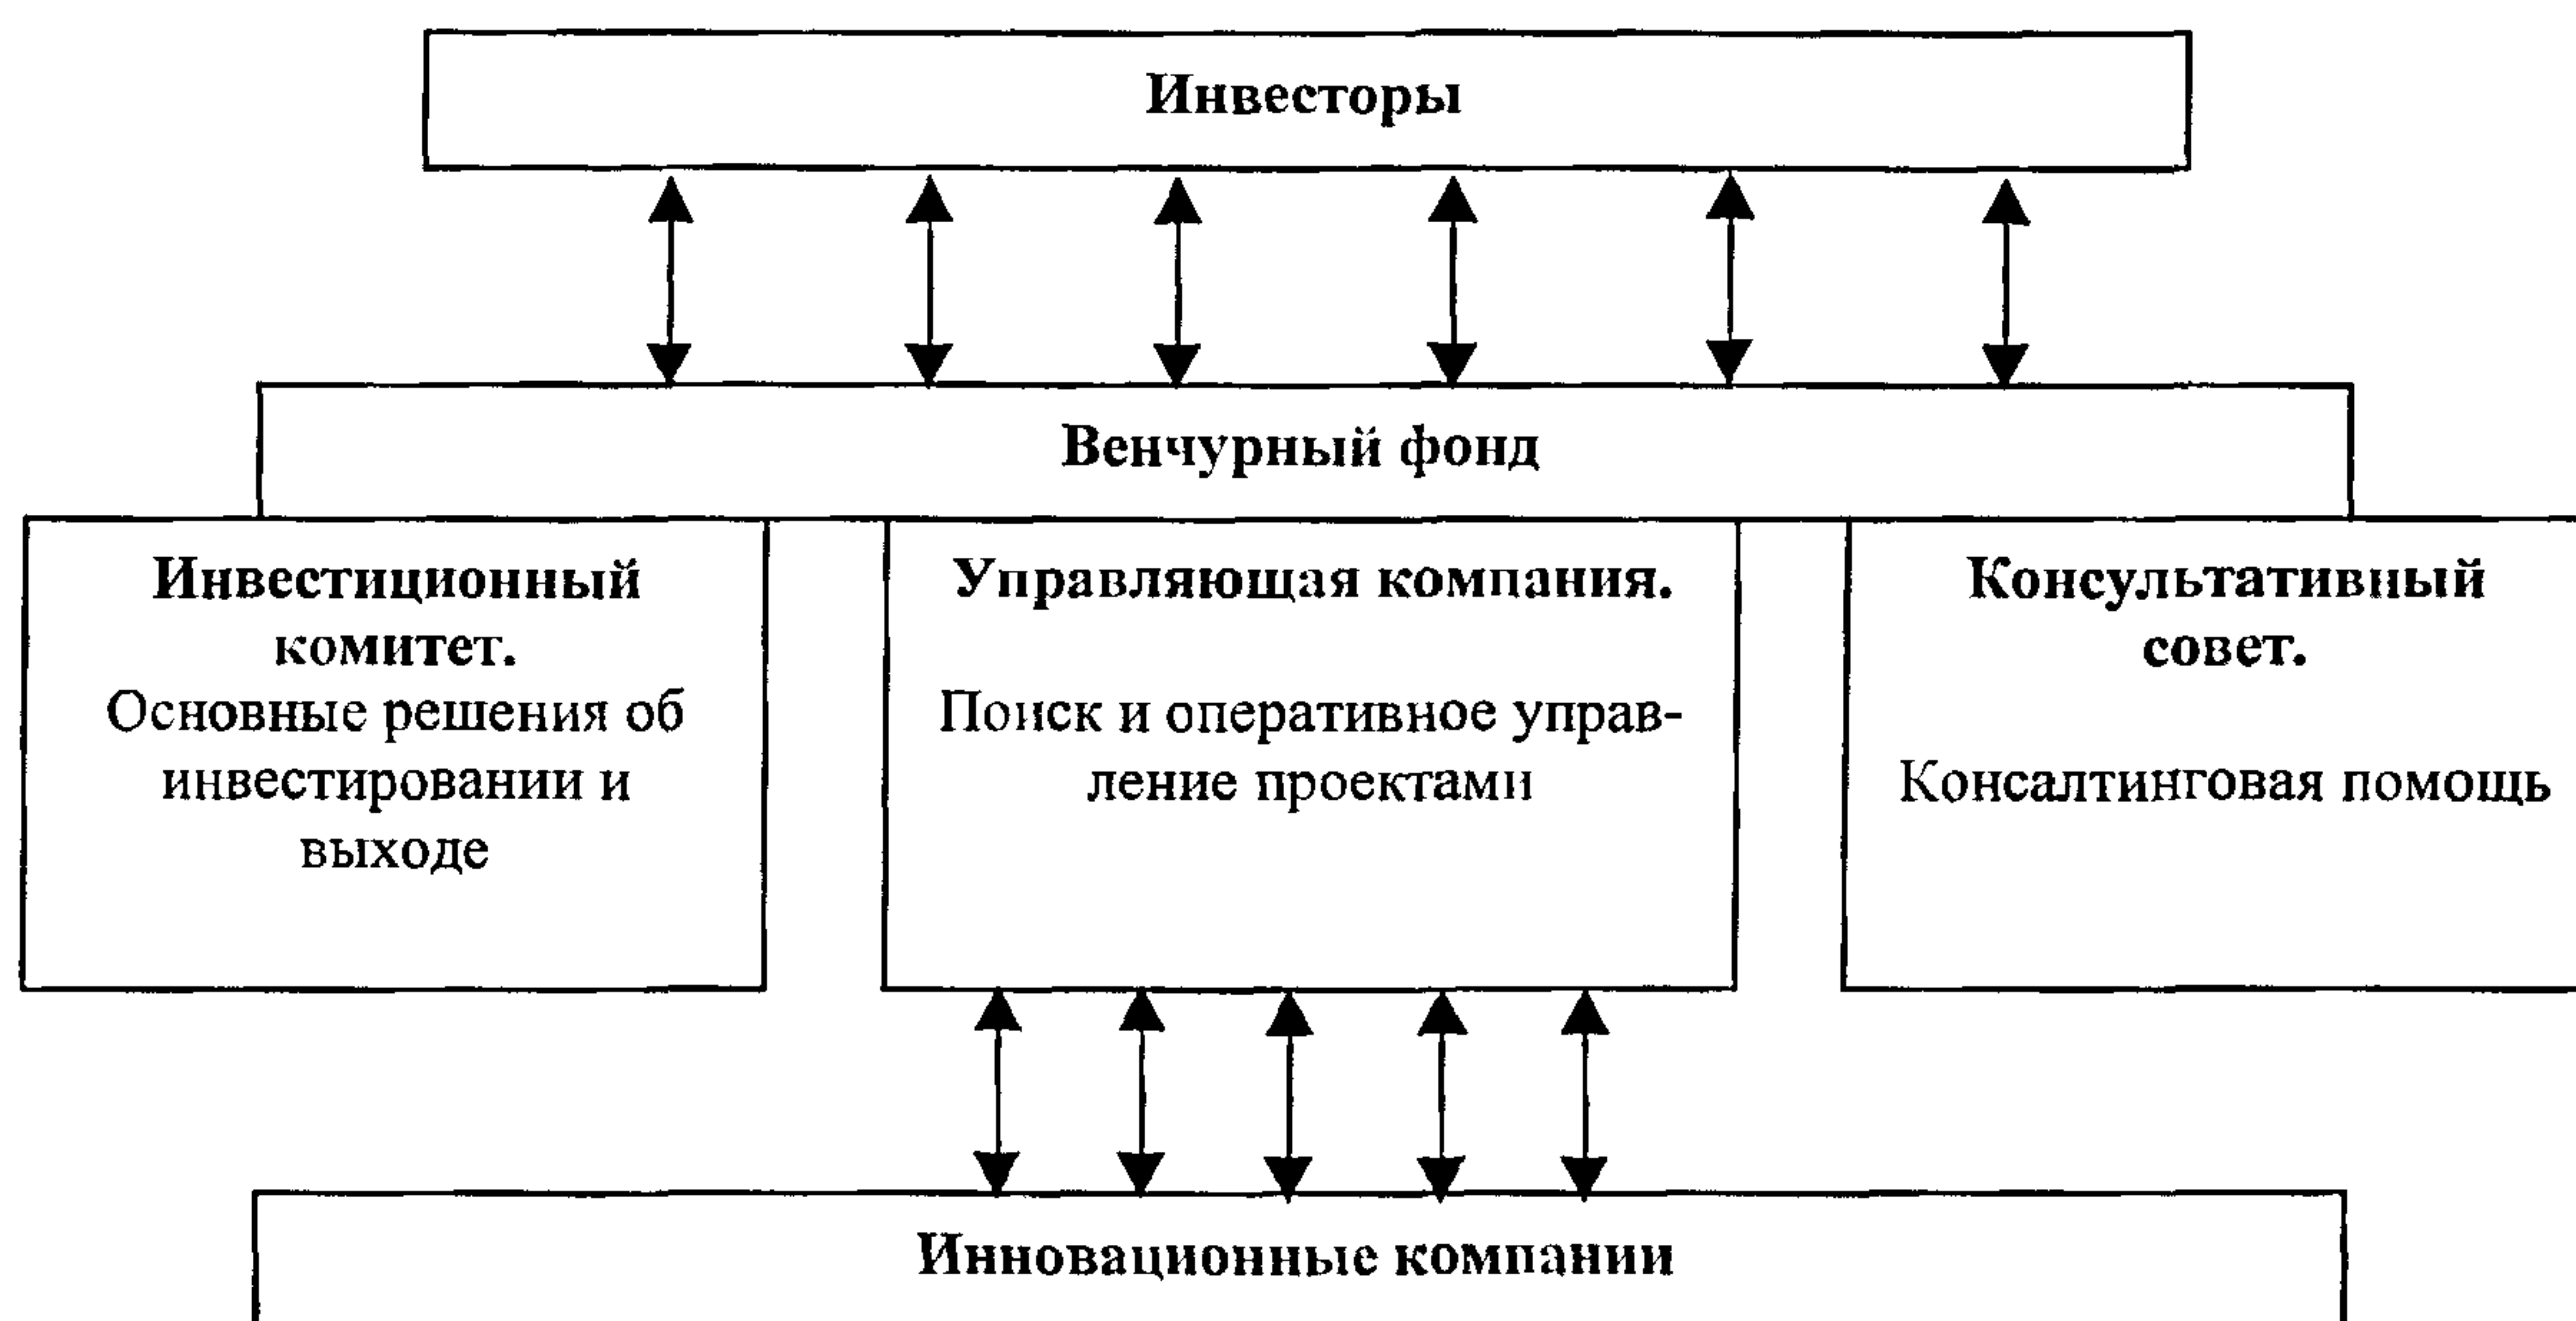 Инвесторы
Венчурный фонд
Инвестиционный
комитет.
Основные решения об
инвестировании и
выходе
Управляющая компания.
Поиск и оперативное управ-
ление проектами
Консультативный
совет.
Консалтинговая помощь
Инновационные компании